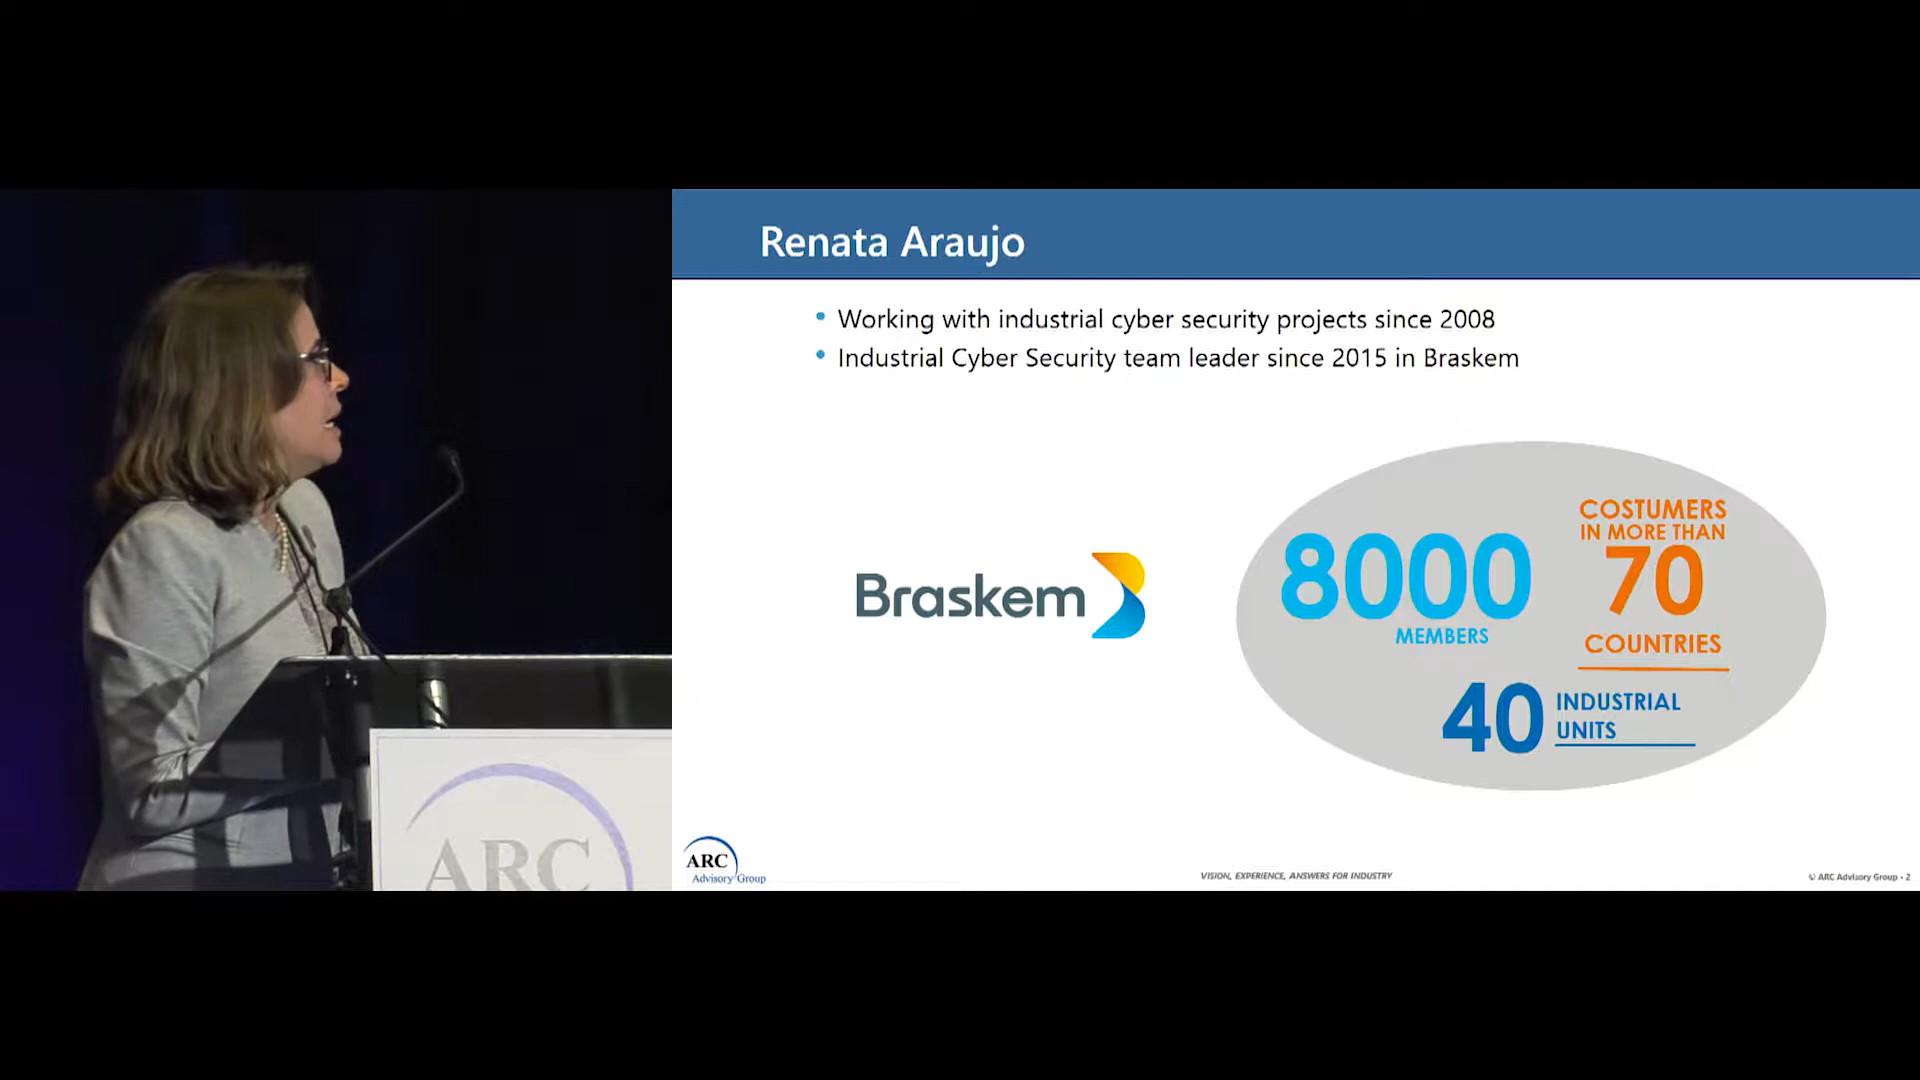 Renata Araujo
• Working with industrial cyber security projects since 2008
• Industrial Cyber Security team leader since 2015 in Braskem
Braskem
8000
MEMBERS
COSTUMERS
IN MORE THAN
70
COUNTRIES
40
INDUSTRIAL
UNITS
ARC
ARC
Advisory Group
VISION, EXPERIENCE, ANSWERS FOR INDUSTRY
© ARC Advisory Group • 2